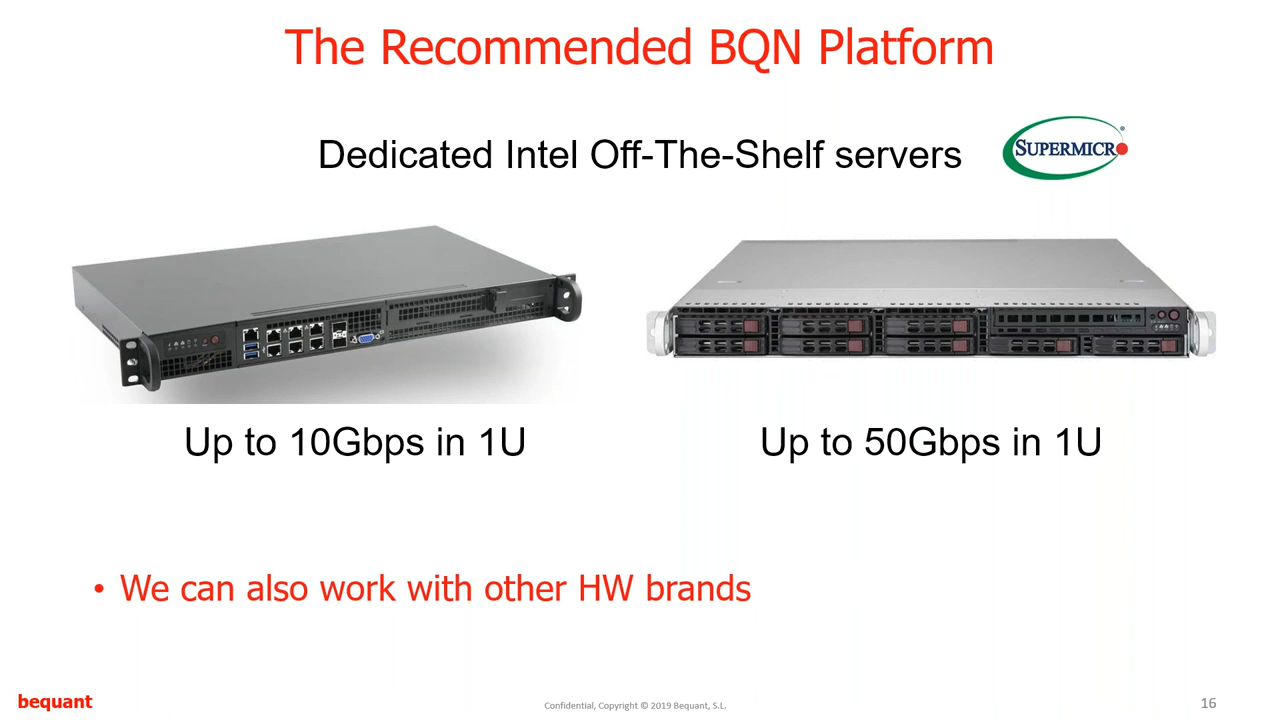 The Recommended BQN Platform
Dedicated Intel Off-The-Shelf servers
SUPERMICRO®
Up to 10Gbps in 1U
Up to 50Gbps in 1U
• We can also work with other HW brands
bequant
Confidential, Copyright © 2019 Bequant, S.L.
16